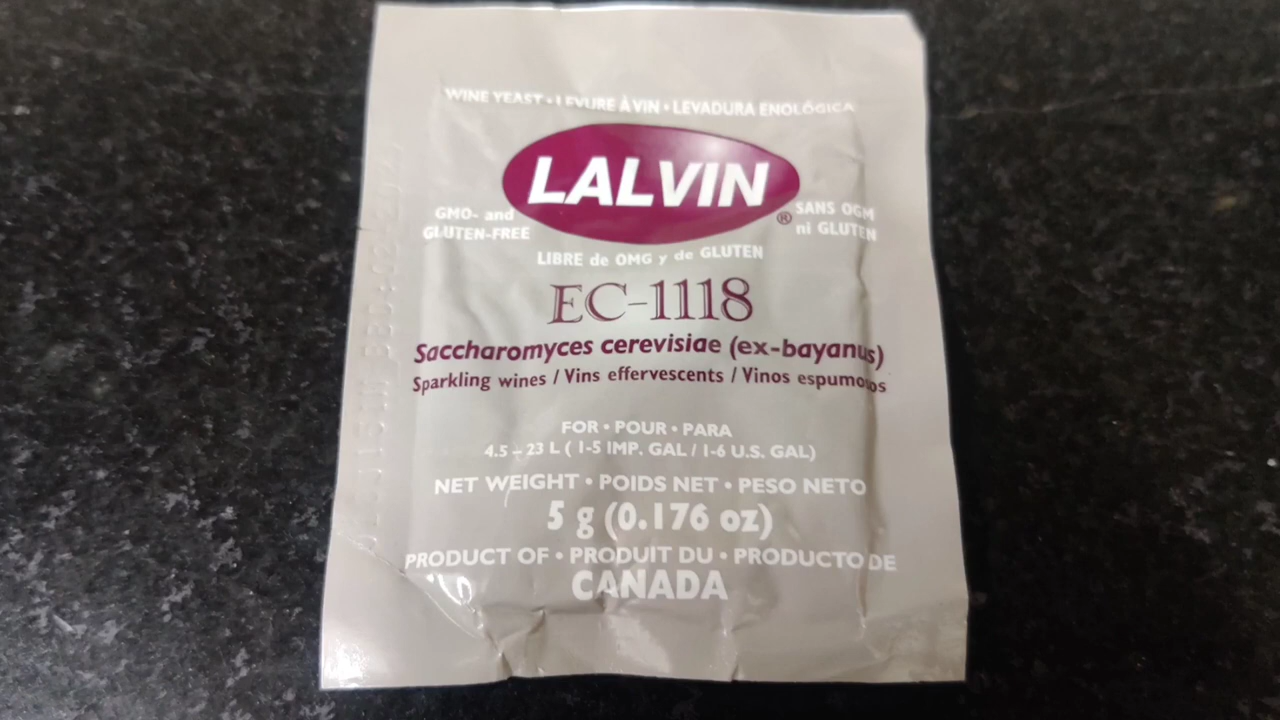 WINE YEAST • LEVURE À VIN • LEVADURA ENOLÓGICA
LALVIN®
GMO- and
GLUTEN-FREE
SANS OGM
ni GLUTEN
LIBRE de OMG y de GLUTEN
EC-1118
Saccharomyces cerevisiae (ex-bayanus)
Sparkling wines / Vins effervescents / Vinos espumosos
FOR • POUR • PARA
4.5 – 23 L ( 1-5 IMP. GAL / 1-6 U.S. GAL)
NET WEIGHT • POIDS NET • PESO NETO
5 g (0.176 oz)
PRODUCT OF • PRODUIT DU • PRODUCTO DE
CANADA